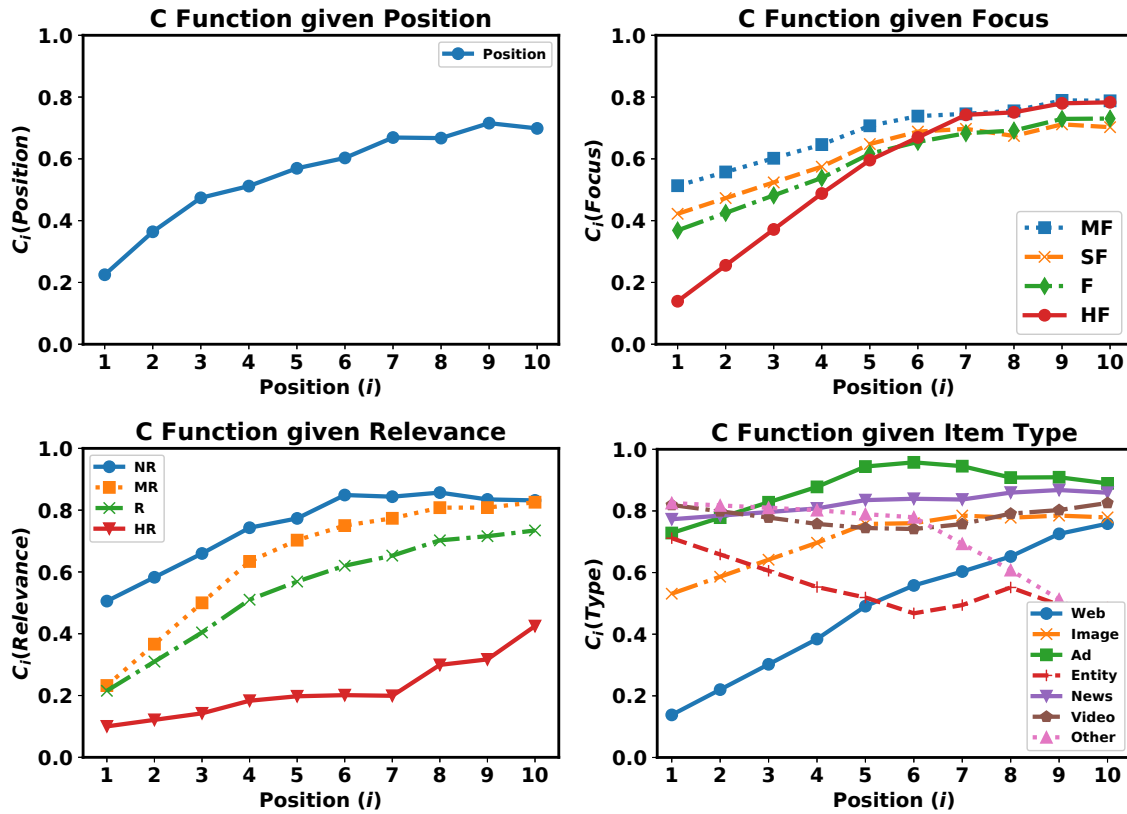 C Function given Position
1.0
0.8
0.6
0.4
0.2
0.0
C_i(Position)
Position
1 2 3 4 5 6 7 8 9 10
Position (i)
C Function given Focus
1.0
0.8
0.6
0.4
0.2
0.0
C_i(Focus)
MF
SF
F
HF
1 2 3 4 5 6 7 8 9 10
Position (i)
C Function given Relevance
1.0
0.8
0.6
0.4
0.2
0.0
C_i(Relevance)
NR
MR
R
HR
1 2 3 4 5 6 7 8 9 10
Position (i)
C Function given Item Type
1.0
0.8
0.6
0.4
0.2
0.0
C_i(Type)
Web
Image
Ad
Entity
News
Video
Other
1 2 3 4 5 6 7 8 9 10
Position (i)